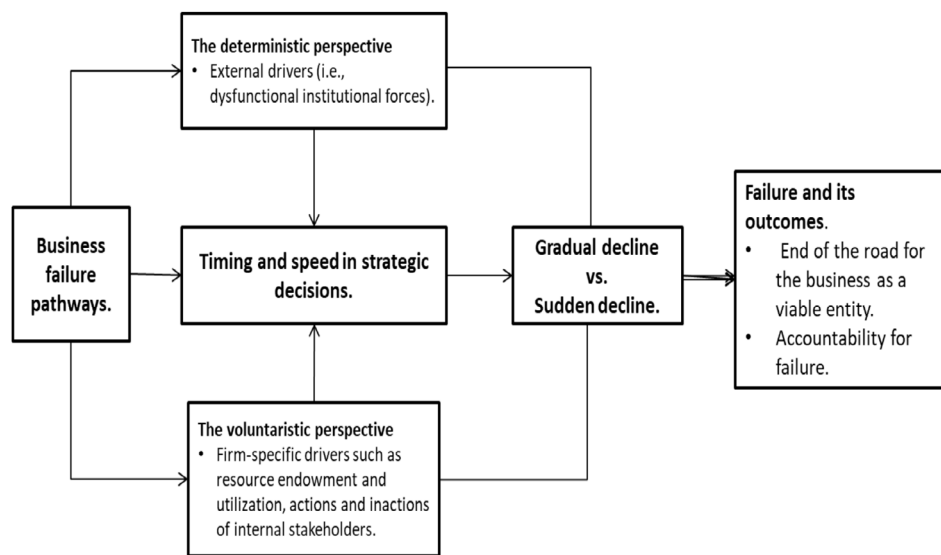 The deterministic perspective
• External drivers (i.e.,
dysfunctional institutional forces).
Business
failure
pathways.
Timing and speed in strategic
decisions.
Gradual decline
vs.
Sudden decline.
Failure and its
outcomes.
• End of the road for
the business as a
viable entity.
• Accountability for
failure.
The voluntaristic perspective
• Firm-specific drivers such as
resource endowment and
utilization, actions and inactions
of internal stakeholders.